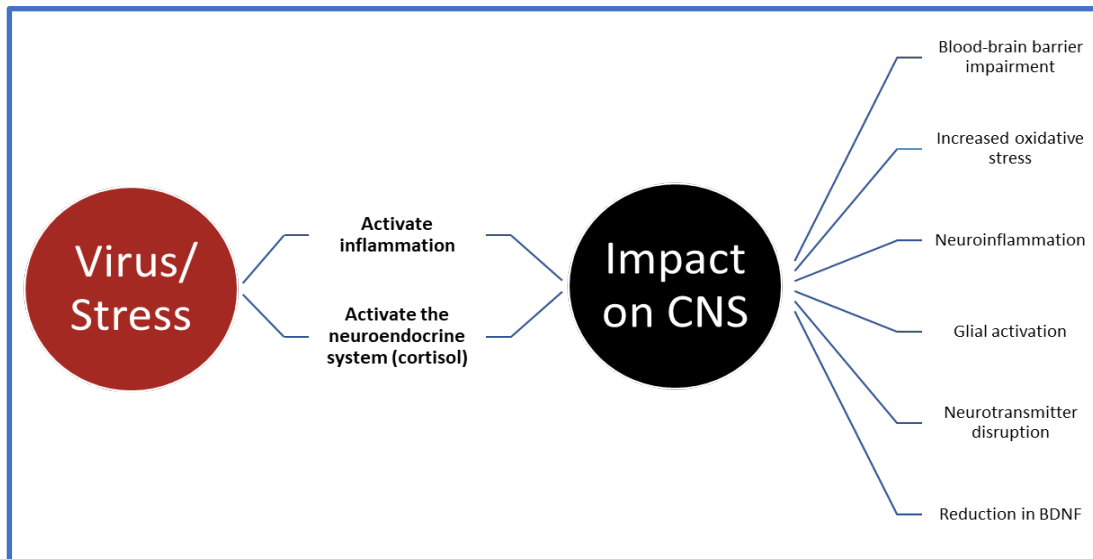 Virus/
Stress
Activate
inflammation
Activate the
neuroendocrine
system (cortisol)
Impact
on CNS
Blood-brain barrier
impairment
Increased oxidative
stress
Neuroinflammation
Glial activation
Neurotransmitter
disruption
Reduction in BDNF